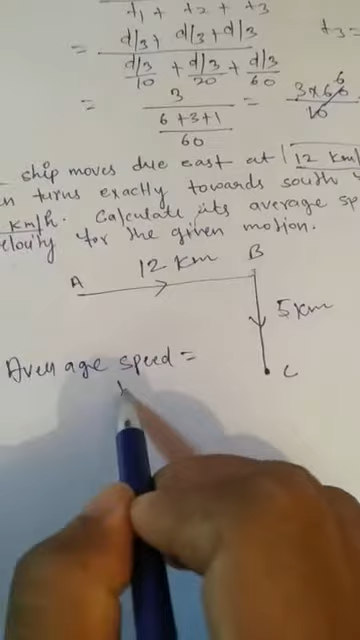 t1 + t2 + t3
t3 =
= d/3 + d/3 + d/3
d/3/10 + d/3/20 + d/3/60
= 3 / 6+3+1/60 = 3×60 6 / 10
ship moves due east at 12 km/
turns exactly towards south
km/h. Calculate its average sp
for the given motion.
12 km
A
B
5 km
C
Average speed =